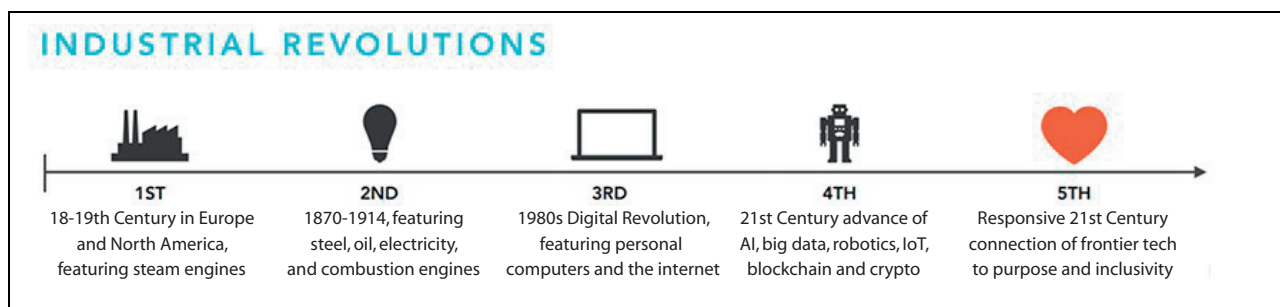 INDUSTRIAL REVOLUTIONS
1ST
18-19th Century in Europe
and North America,
featuring steam engines
2ND
1870-1914, featuring
steel, oil, electricity,
and combustion engines
3RD
1980s Digital Revolution,
featuring personal
computers and the internet
4TH
21st Century advance of
AI, big data, robotics, IoT,
blockchain and crypto
5TH
Responsive 21st Century
connection of frontier tech
to purpose and inclusivity